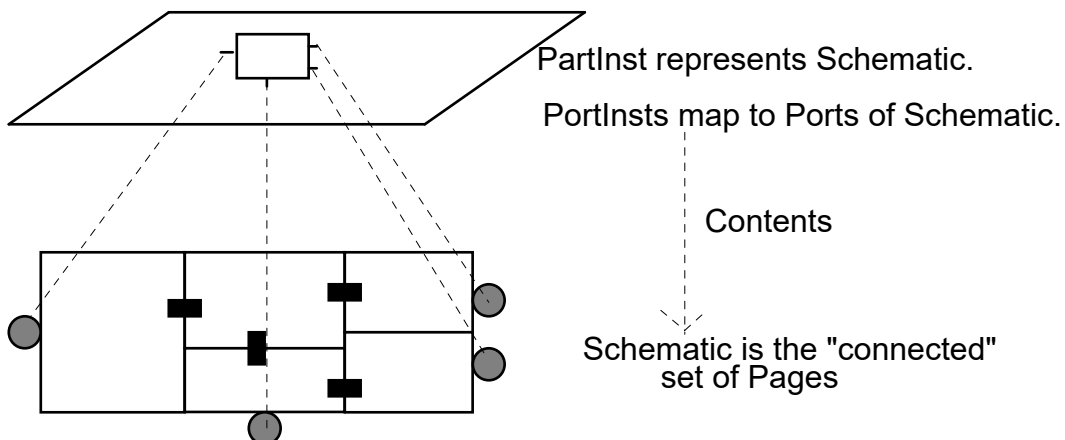 PartInst represents Schematic.
PortInsts map to Ports of Schematic.
Contents
Schematic is the "connected"
set of Pages